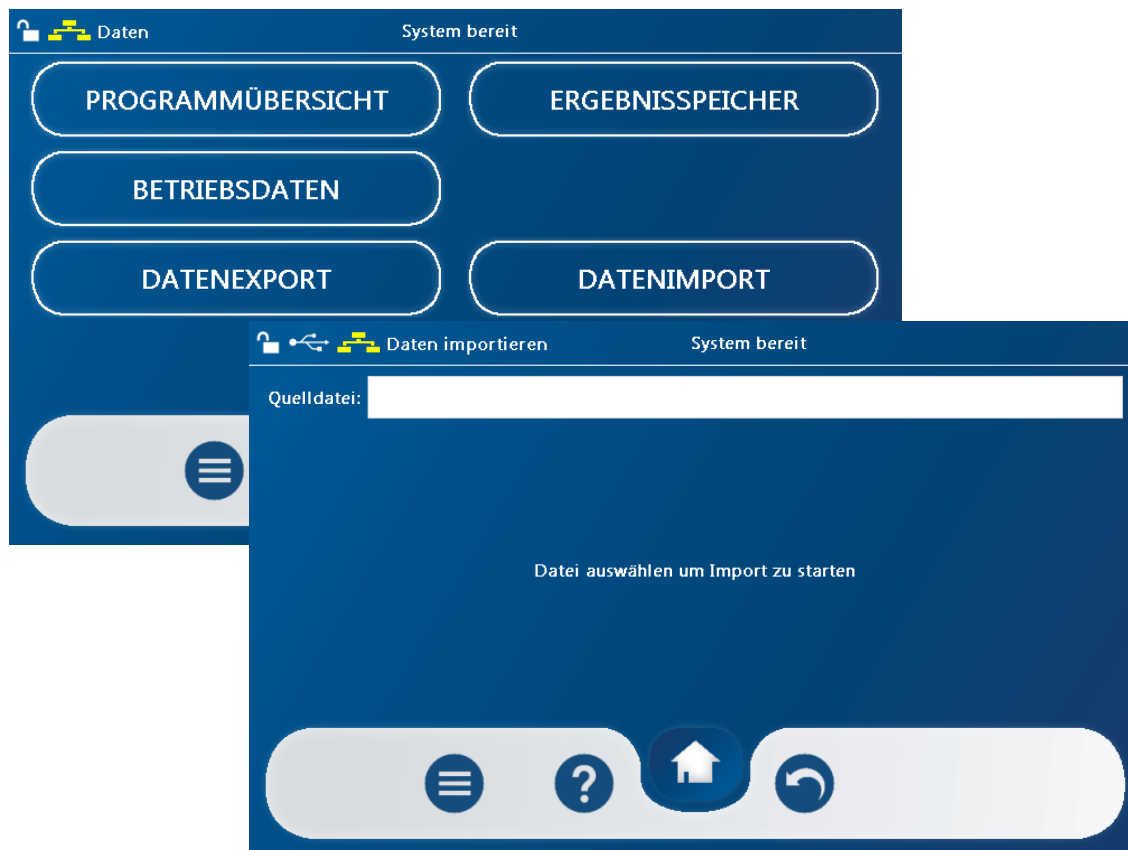 Daten
System bereit
PROGRAMMÜBERSICHT
ERGEBNISSPEICHER
BETRIEBSDATEN
DATENEXPORT
DATENIMPORT
Daten importieren
System bereit
Quelldatei:
Datei auswählen um Import zu starten
?